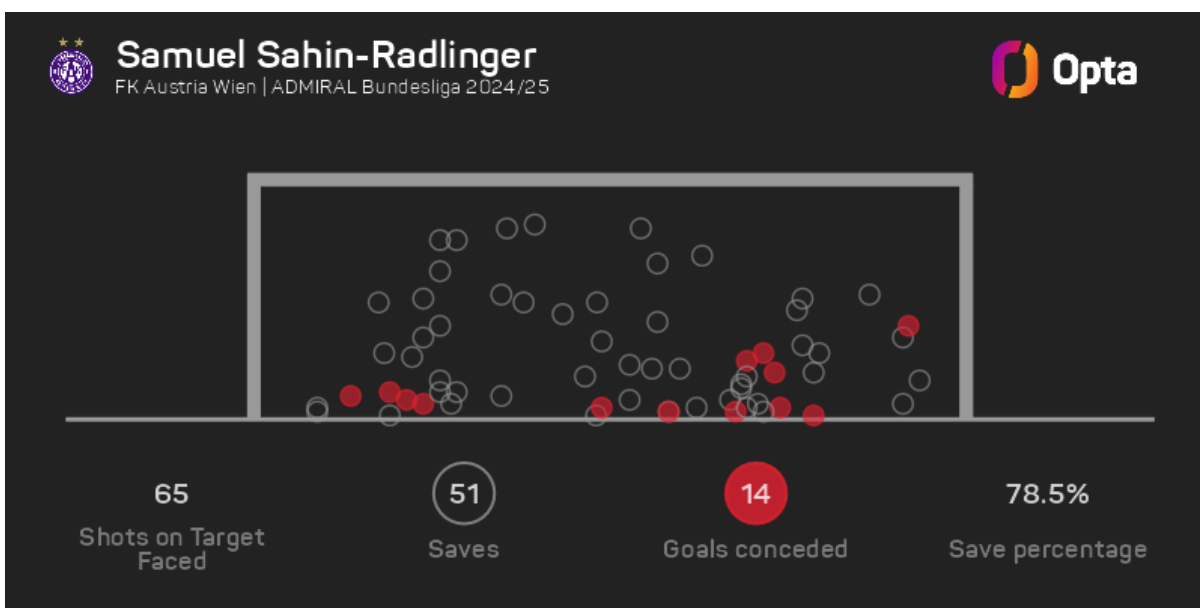 Samuel Sahin-Radlinger
FK Austria Wien | ADMIRAL Bundesliga 2024/25
Opta
65
Shots on Target
Faced
51
Saves
14
Goals conceded
78.5%
Save percentage